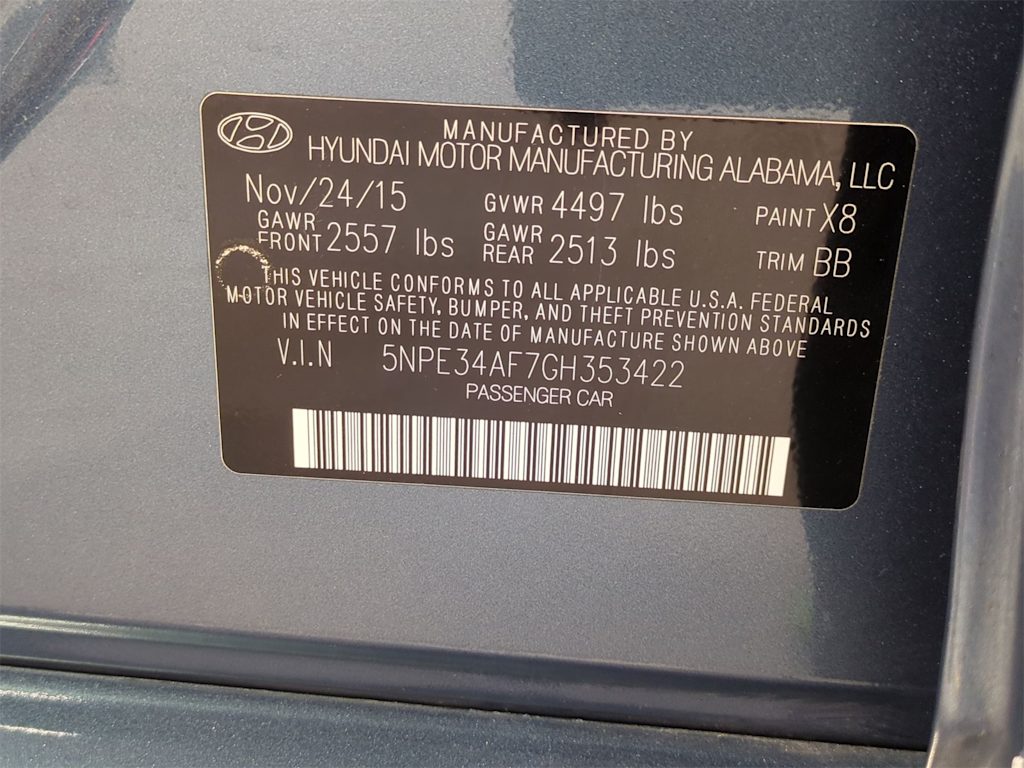 MANUFACTURED BY
HYUNDAI MOTOR MANUFACTURING ALABAMA, LLC
Nov/24/15 GVWR 4497 lbs PAINT X8
GAWR FRONT 2557 lbs GAWR REAR 2513 lbs TRIM BB
THIS VEHICLE CONFORMS TO ALL APPLICABLE U.S.A. FEDERAL
MOTOR VEHICLE SAFETY, BUMPER, AND THEFT PREVENTION STANDARDS
IN EFFECT ON THE DATE OF MANUFACTURE SHOWN ABOVE
V.I.N 5NPE34AF7GH353422
PASSENGER CAR